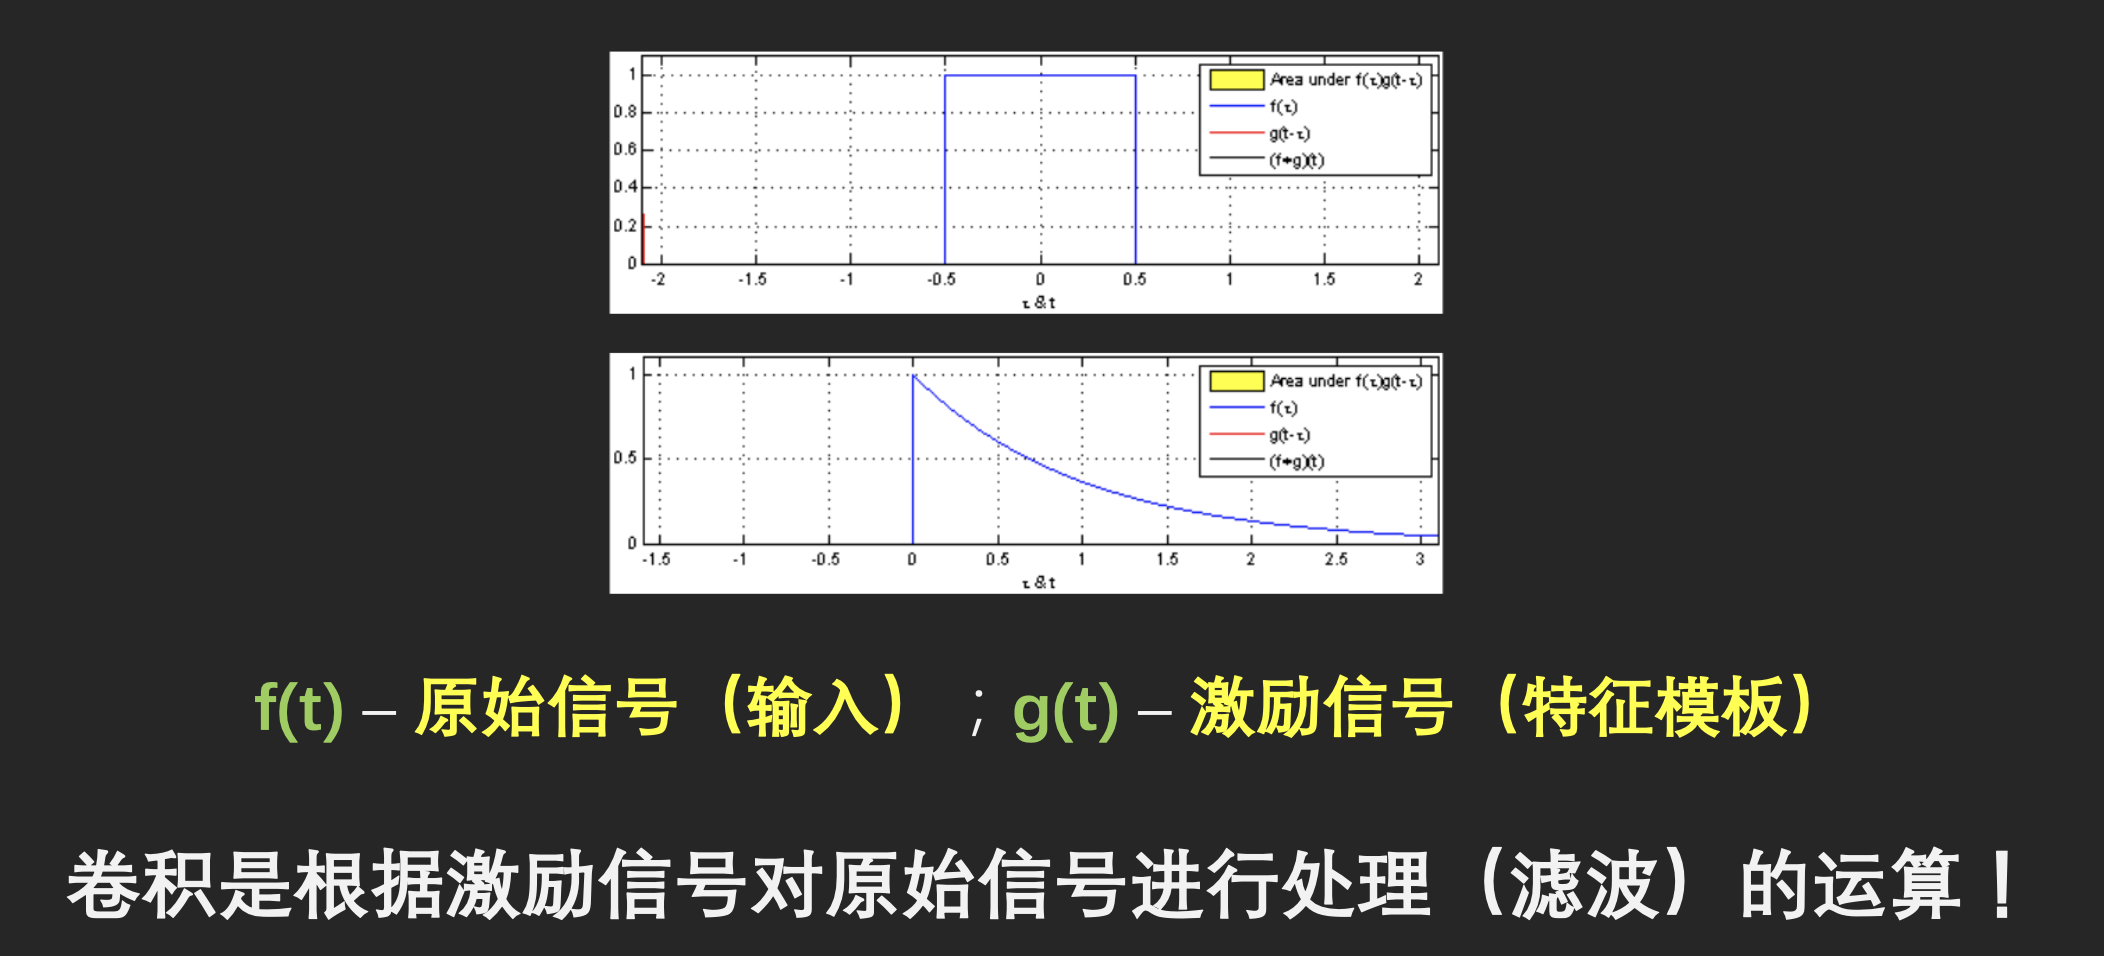 1
0.8
0.6
0.4
0.2
0
-2 -1.5 -1 -0.5 0 0.5 1 1.5 2
τ & t
Area under f(τ)g(t-τ)
f(τ)
g(t-τ)
(f∗g)(t)
1
0.5
0
-1.5 -1 -0.5 0 0.5 1 1.5 2 2.5 3
τ & t
Area under f(τ)g(t-τ)
f(τ)
g(t-τ)
(f∗g)(t)
f(t) – 原始信号（输入）；g(t) – 激励信号（特征模板）
卷积是根据激励信号对原始信号进行处理（滤波）的运算！